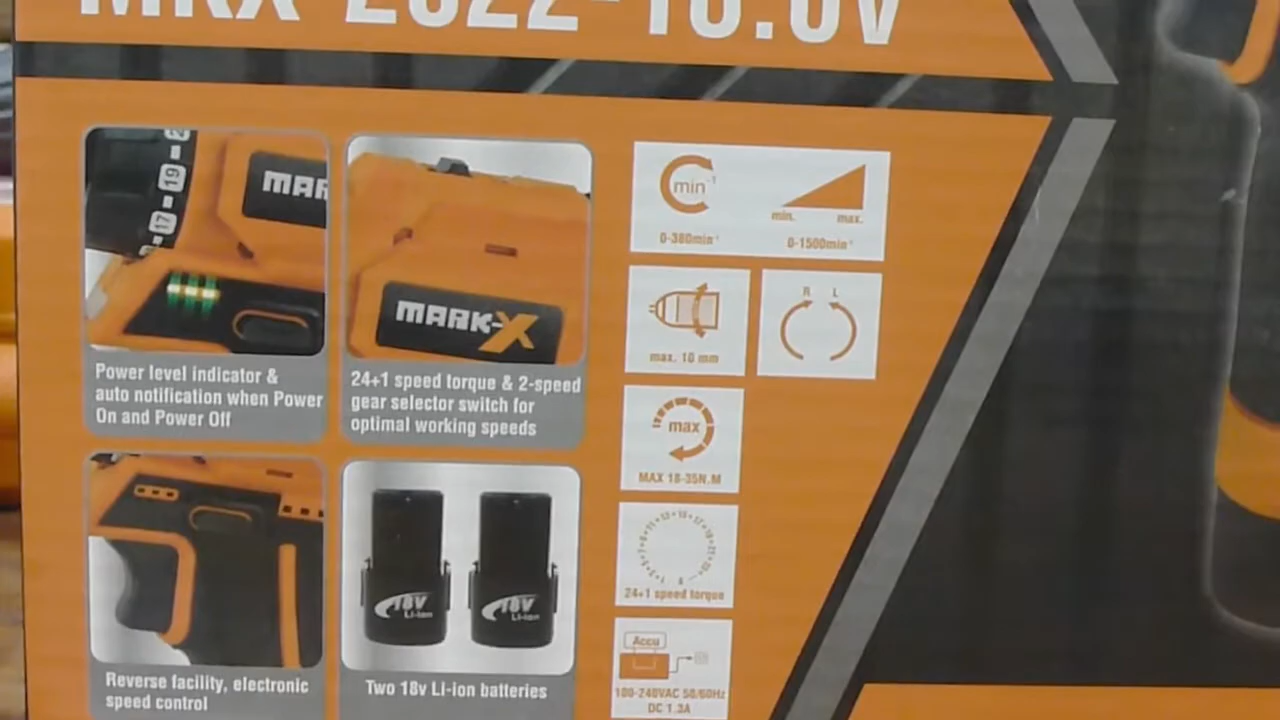 MRX 2022-18.0V
19
17
MAR
MARK-X
Power level indicator &
auto notification when Power
On and Power Off
24+1 speed torque & 2-speed
gear selector switch for
optimal working speeds
18V
Li-ion
18V
Li-ion
Reverse facility, electronic
speed control
Two 18v Li-ion batteries
min-1
min.
max.
0-380min-1
0-1500min-1
max. 10 mm
R L
max
MAX 18-35N.M
24+1 speed torque
Accu
100-240VAC 50/60Hz
DC 1.3A